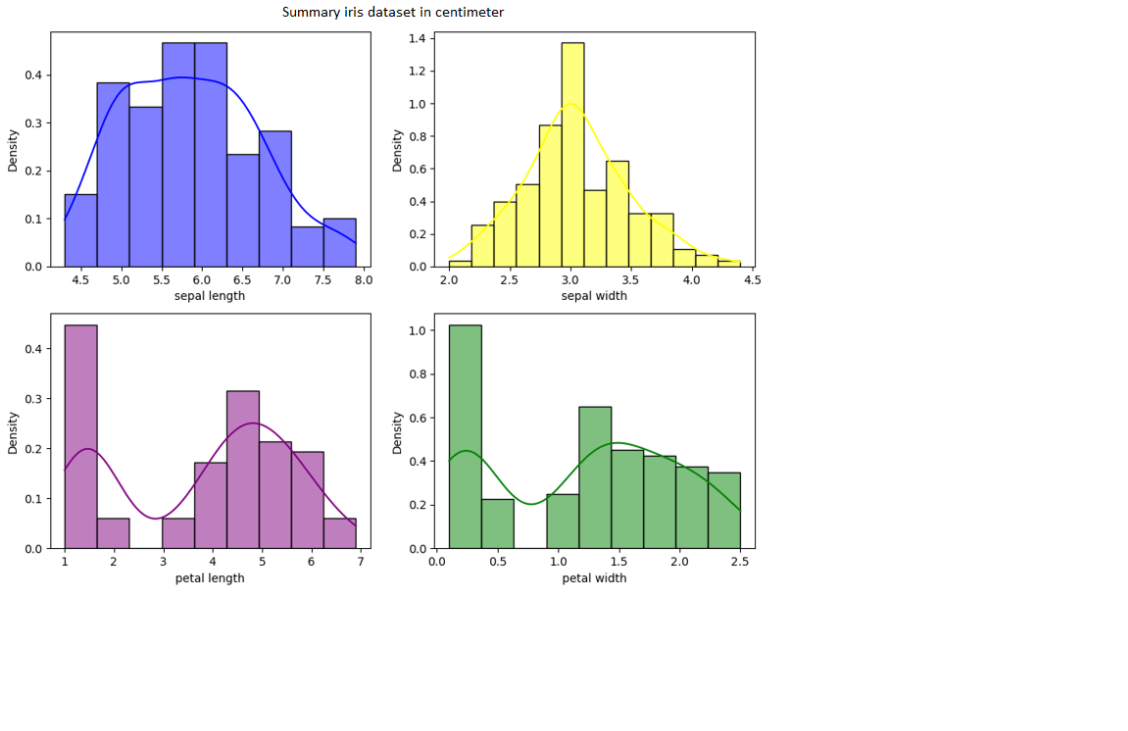 Summary iris dataset in centimeter
Density
0.4
0.3
0.2
0.1
0.0
4.5 5.0 5.5 6.0 6.5 7.0 7.5 8.0
sepal length
Density
1.4
1.2
1.0
0.8
0.6
0.4
0.2
0.0
2.0 2.5 3.0 3.5 4.0 4.5
sepal width
Density
0.4
0.3
0.2
0.1
0.0
1 2 3 4 5 6 7
petal length
Density
1.0
0.8
0.6
0.4
0.2
0.0
0.0 0.5 1.0 1.5 2.0 2.5
petal width